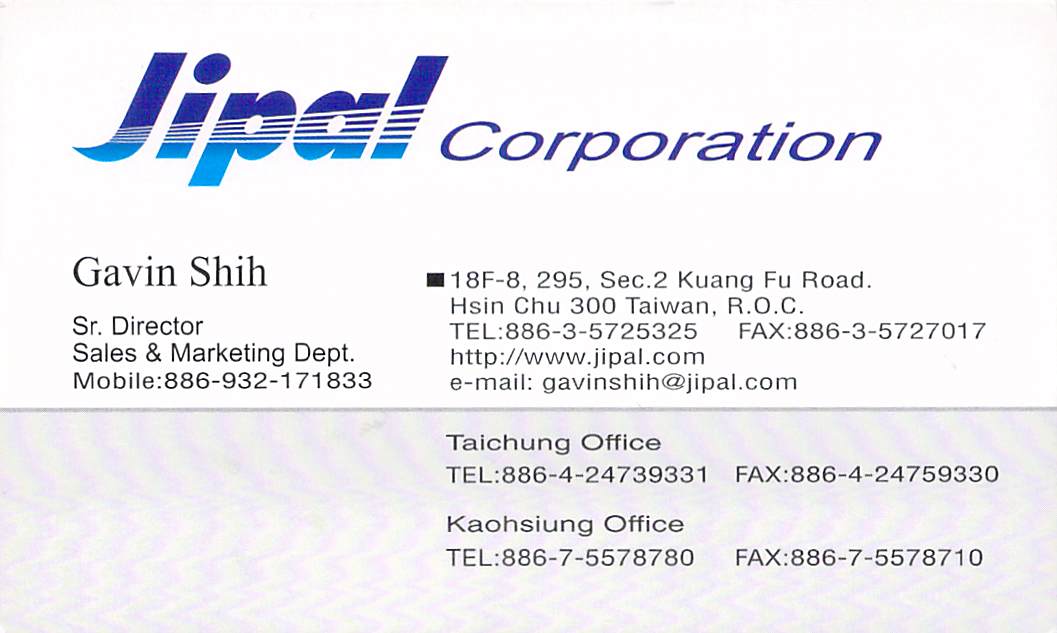 Jipal Corporation
Gavin Shih
Sr. Director
Sales & Marketing Dept.
Mobile:886-932-171833
■18F-8, 295, Sec.2 Kuang Fu Road.
Hsin Chu 300 Taiwan, R.O.C.
TEL:886-3-5725325 FAX:886-3-5727017
http://www.jipal.com
e-mail: gavinshih@jipal.com
Taichung Office
TEL:886-4-24739331 FAX:886-4-24759330
Kaohsiung Office
TEL:886-7-5578780 FAX:886-7-5578710